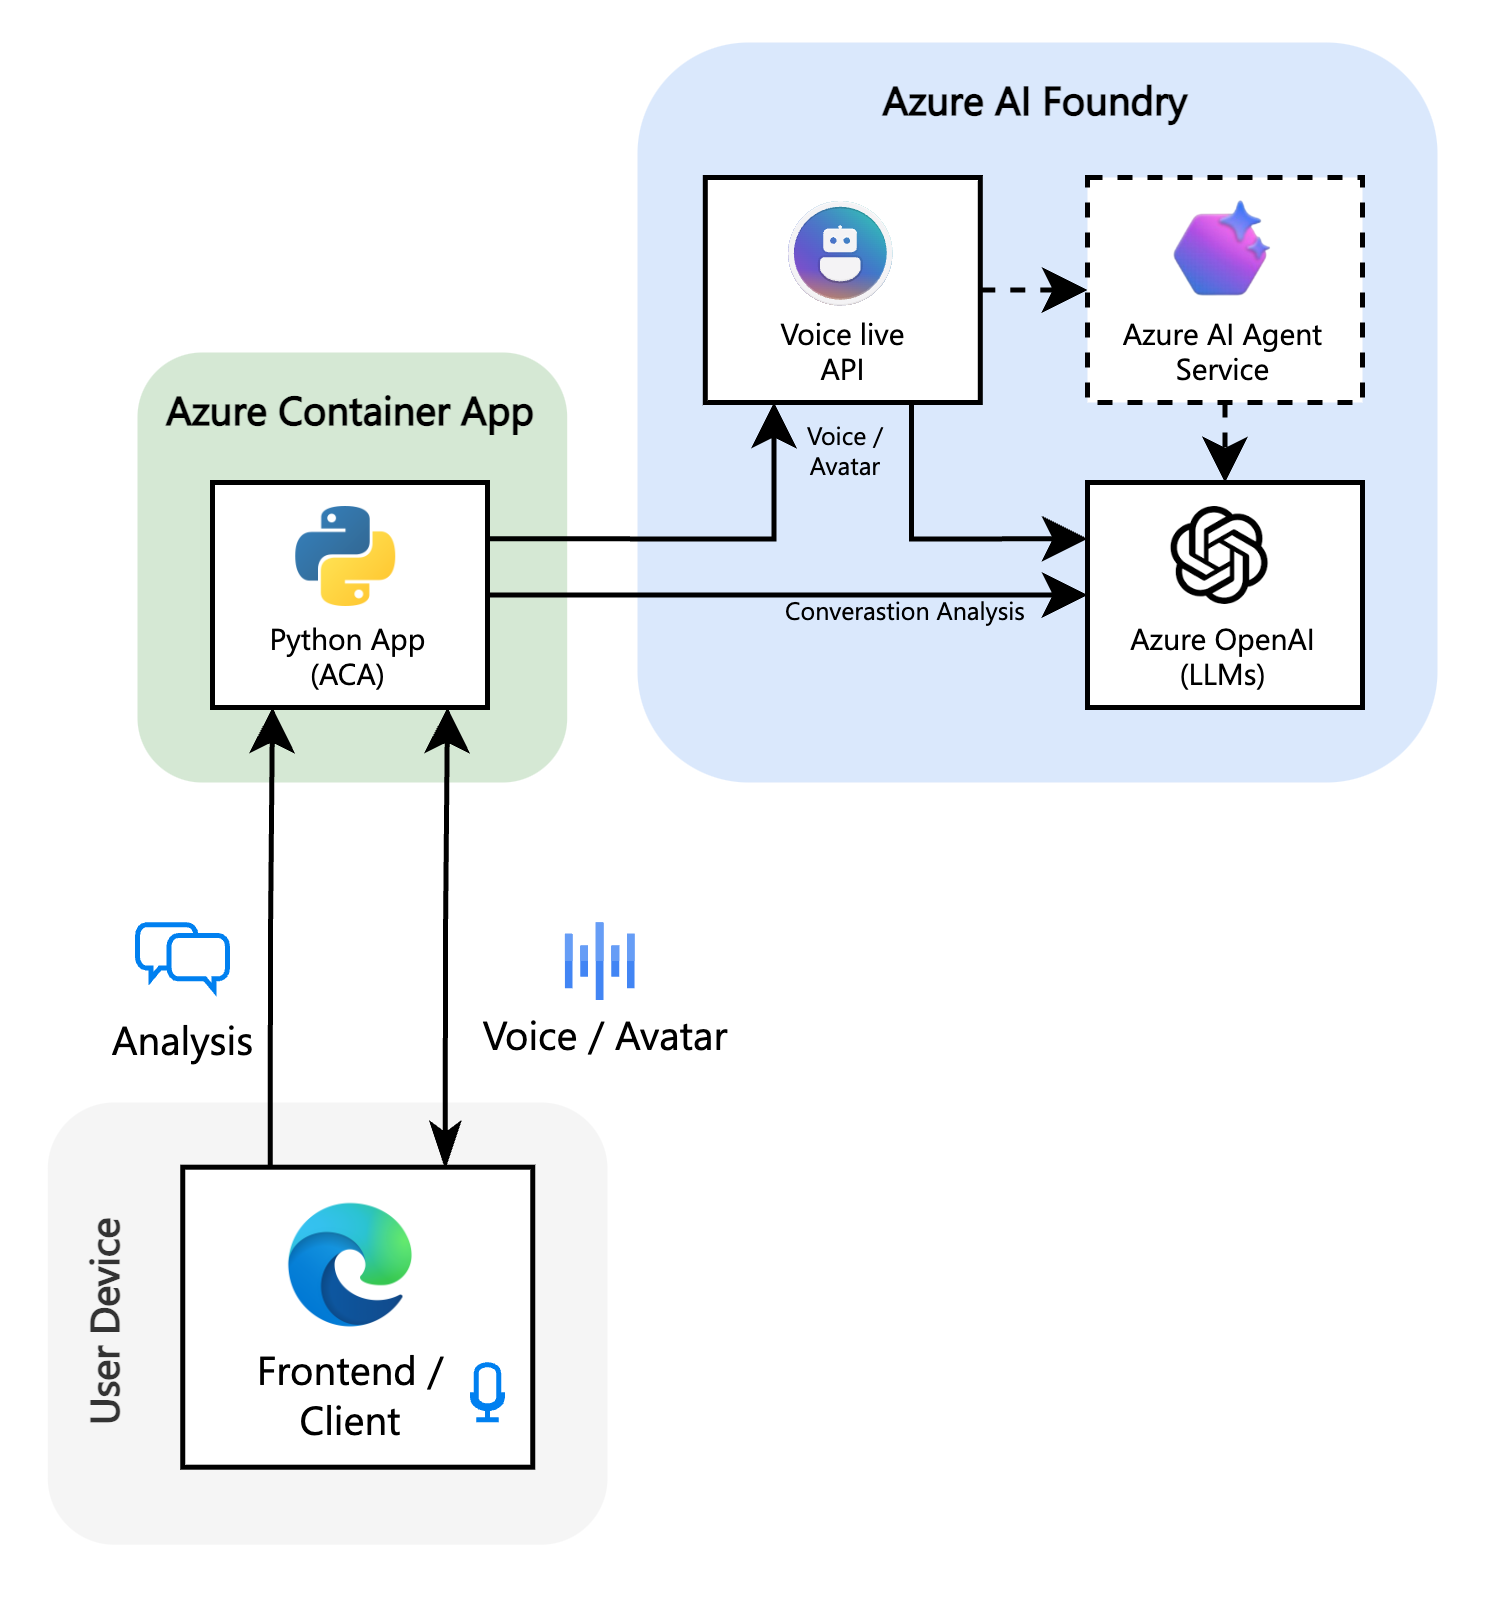 Azure AI Foundry
Voice live
API
Azure AI Agent
Service
Azure Container App
Voice /
Avatar
Python App
(ACA)
Converastion Analysis
Azure OpenAI
(LLMs)
Analysis
Voice / Avatar
User Device
Frontend /
Client